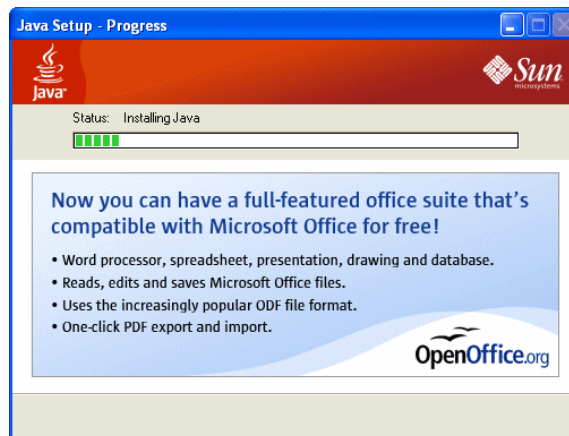 Java Setup - Progress
Java
Sun
microsystems
Status: Installing Java
Now you can have a full-featured office suite that's
compatible with Microsoft Office for free!
• Word processor, spreadsheet, presentation, drawing and database.
• Reads, edits and saves Microsoft Office files.
• Uses the increasingly popular ODF file format.
• One-click PDF export and import.
OpenOffice.org